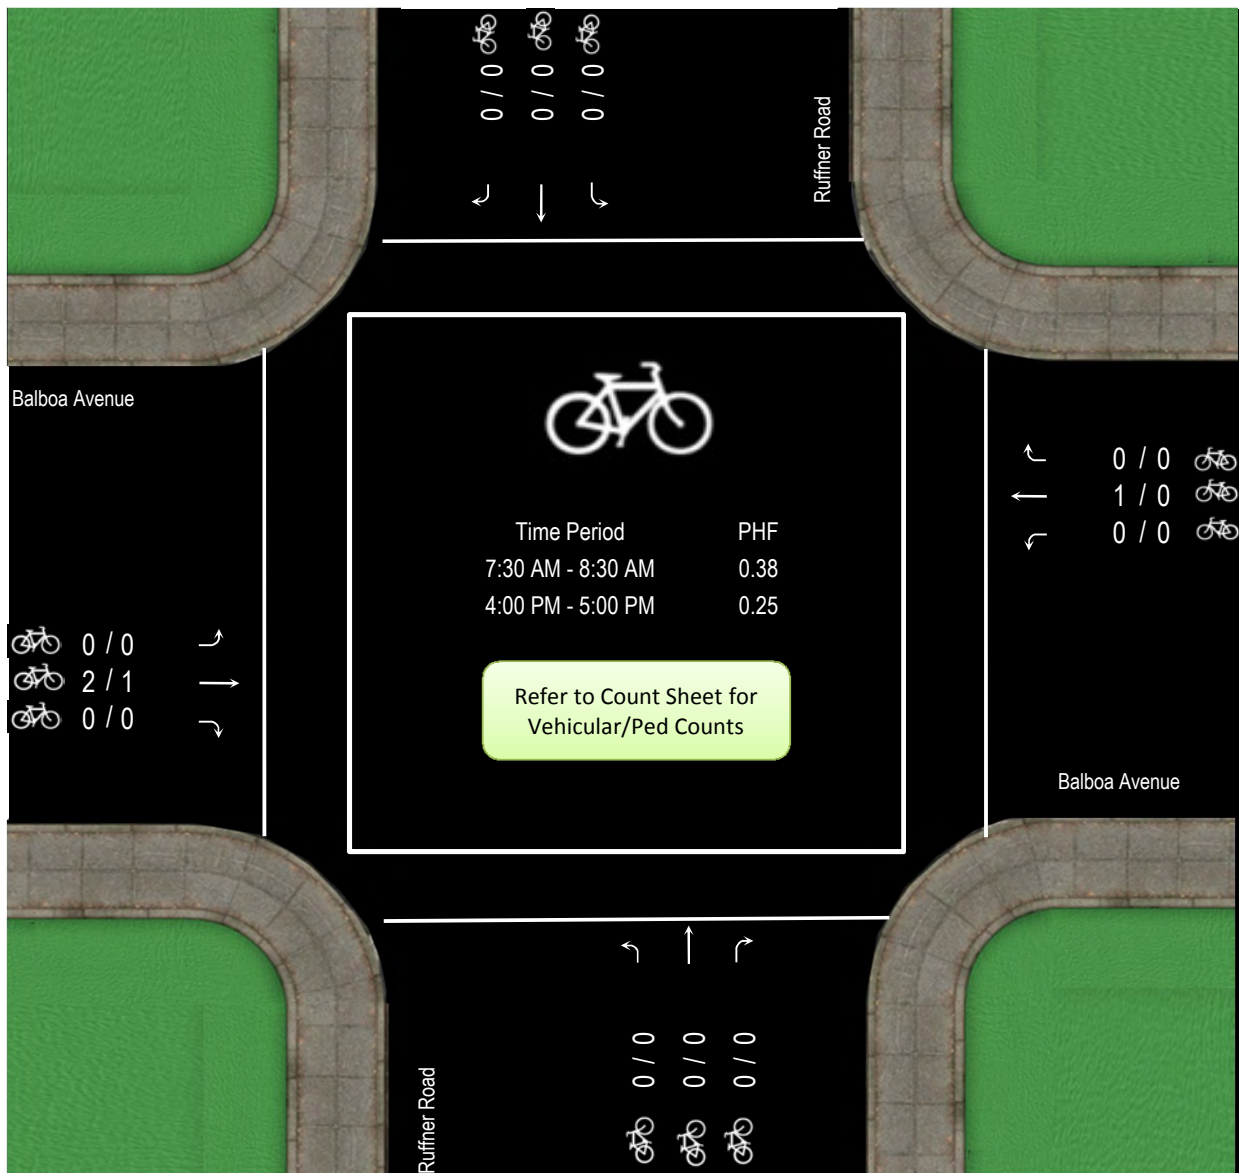 0 / 0
0 / 0
0 / 0
Ruffner Road
Balboa Avenue
0 / 0
1 / 0
0 / 0
Time Period PHF
7:30 AM - 8:30 AM 0.38
4:00 PM - 5:00 PM 0.25
0 / 0
2 / 1
0 / 0
Refer to Count Sheet for
Vehicular/Ped Counts
Balboa Avenue
0 / 0
0 / 0
0 / 0
Ruffner Road